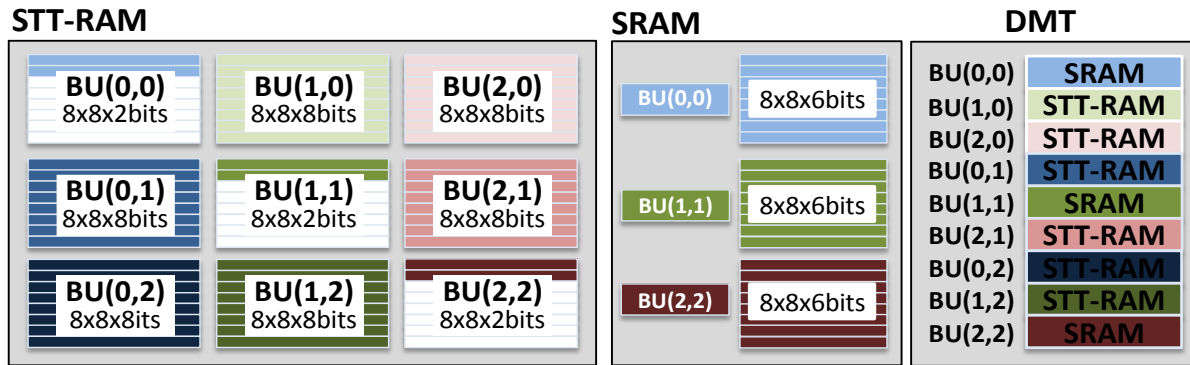 STT-RAM
BU(0,0)
8x8x2bits
BU(1,0)
8x8x8bits
BU(2,0)
8x8x8bits
BU(0,1)
8x8x8bits
BU(1,1)
8x8x2bits
BU(2,1)
8x8x8bits
BU(0,2)
8x8x8its
BU(1,2)
8x8x8bits
BU(2,2)
8x8x2bits
SRAM
BU(0,0)
8x8x6bits
BU(1,1)
8x8x6bits
BU(2,2)
8x8x6bits
DMT
BU(0,0) SRAM
BU(1,0) STT-RAM
BU(2,0) STT-RAM
BU(0,1) STT-RAM
BU(1,1) SRAM
BU(2,1) STT-RAM
BU(0,2) STT-RAM
BU(1,2) STT-RAM
BU(2,2) SRAM